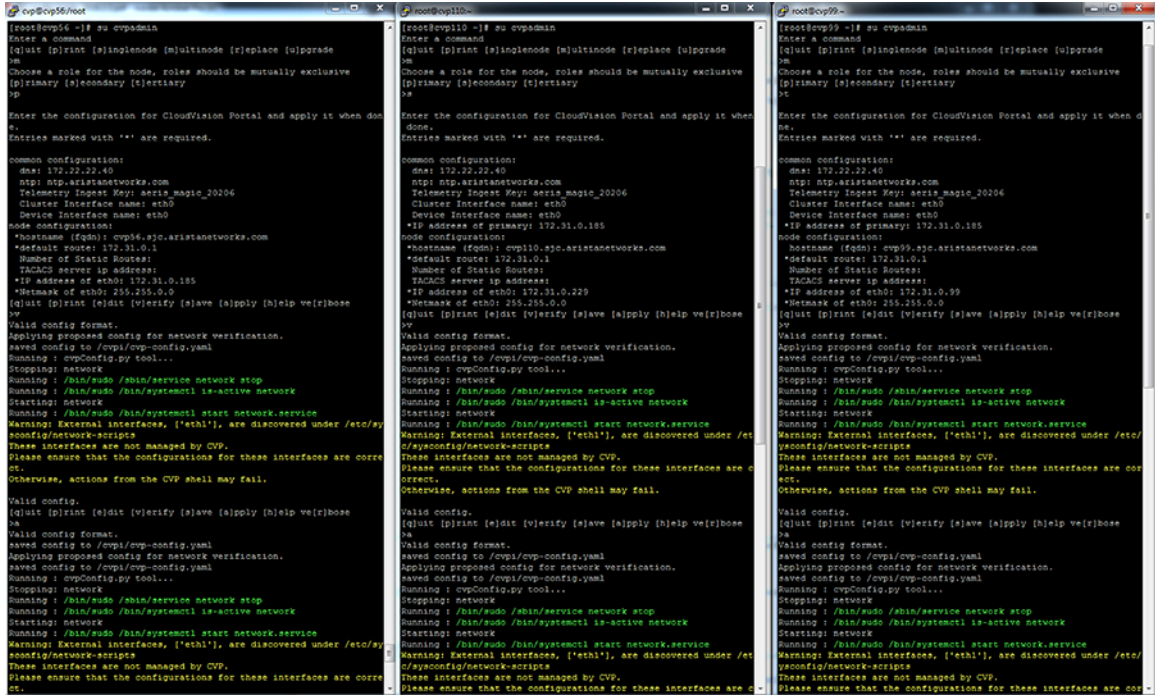 cvp@cvp56:/root
[root@cvp56 ~]# su cvpadmin
Enter a command
[q]uit [p]rint [s]inglenode [m]ultinode [r]eplace [u]pgrade
>m
Choose a role for the node, roles should be mutually exclusive
[p]rimary [s]econdary [t]ertiary
>p
Enter the configuration for CloudVision Portal and apply it when don
e.
Entries marked with '*' are required.
common configuration:
dns: 172.22.22.40
ntp: ntp.aristanetworks.com
Telemetry Ingest Key: aeris_magic_20206
Cluster Interface name: eth0
Device Interface name: eth0
node configuration:
*hostname (fqdn): cvp56.sjc.aristanetworks.com
*default route: 172.31.0.1
Number of Static Routes:
TACACS server ip address:
*IP address of eth0: 172.31.0.185
*Netmask of eth0: 255.255.0.0
[q]uit [p]rint [e]dit [v]erify [s]ave [a]pply [h]elp ve[r]bose
>v
Valid config format.
Applying proposed config for network verification.
saved config to /cvpi/cvp-config.yaml
Running : cvpConfig.py tool...
Stopping: network
Running : /bin/sudo /sbin/service network stop
Running : /bin/sudo /bin/systemctl is-active network
Starting: network
Running : /bin/sudo /bin/systemctl start network.service
Warning: External interfaces, ['eth1'], are discovered under /etc/sy
sconfig/network-scripts
These interfaces are not managed by CVP.
Please ensure that the configurations for these interfaces are corre
ct.
Otherwise, actions from the CVP shell may fail.
Valid config.
[q]uit [p]rint [e]dit [v]erify [s]ave [a]pply [h]elp ve[r]bose
>a
Valid config format.
saved config to /cvpi/cvp-config.yaml
Applying proposed config for network verification.
saved config to /cvpi/cvp-config.yaml
Running : cvpConfig.py tool...
Stopping: network
Running : /bin/sudo /sbin/service network stop
Running : /bin/sudo /bin/systemctl is-active network
Starting: network
Running : /bin/sudo /bin/systemctl start network.service
Warning: External interfaces, ['eth1'], are discovered under /etc/sy
sconfig/network-scripts
These interfaces are not managed by CVP.
Please ensure that the configurations for these interfaces are corre
ct.
root@cvp110:~
[root@cvp110 ~]# su cvpadmin
Enter a command
[q]uit [p]rint [s]inglenode [m]ultinode [r]eplace [u]pgrade
>m
Choose a role for the node, roles should be mutually exclusive
[p]rimary [s]econdary [t]ertiary
>s
Enter the configuration for CloudVision Portal and apply it when
done.
Entries marked with '*' are required.
common configuration:
dns: 172.22.22.40
ntp: ntp.aristanetworks.com
Telemetry Ingest Key: aeris_magic_20206
Cluster Interface name: eth0
Device Interface name: eth0
*IP address of primary: 172.31.0.185
node configuration:
*hostname (fqdn): cvp110.sjc.aristanetworks.com
*default route: 172.31.0.1
Number of Static Routes:
TACACS server ip address:
*IP address of eth0: 172.31.0.229
*Netmask of eth0: 255.255.0.0
[q]uit [p]rint [e]dit [v]erify [s]ave [a]pply [h]elp ve[r]bose
>v
Valid config format.
Applying proposed config for network verification.
saved config to /cvpi/cvp-config.yaml
Running : cvpConfig.py tool...
Stopping: network
Running : /bin/sudo /sbin/service network stop
Running : /bin/sudo /bin/systemctl is-active network
Starting: network
Running : /bin/sudo /bin/systemctl start network.service
Warning: External interfaces, ['eth1'], are discovered under /et
c/sysconfig/network-scripts
These interfaces are not managed by CVP.
Please ensure that the configurations for these interfaces are c
orrect.
Otherwise, actions from the CVP shell may fail.
Valid config.
[q]uit [p]rint [e]dit [v]erify [s]ave [a]pply [h]elp ve[r]bose
>a
Valid config format.
saved config to /cvpi/cvp-config.yaml
Applying proposed config for network verification.
saved config to /cvpi/cvp-config.yaml
Running : cvpConfig.py tool...
Stopping: network
Running : /bin/sudo /sbin/service network stop
Running : /bin/sudo /bin/systemctl is-active network
Starting: network
Running : /bin/sudo /bin/systemctl start network.service
Warning: External interfaces, ['eth1'], are discovered under /et
c/sysconfig/network-scripts
These interfaces are not managed by CVP.
Please ensure that the configurations for these interfaces are c
root@cvp99:~
[root@cvp99 ~]# su cvpadmin
Enter a command
[q]uit [p]rint [s]inglenode [m]ultinode [r]eplace [u]pgrade
>m
Choose a role for the node, roles should be mutually exclusive
[p]rimary [s]econdary [t]ertiary
>t
Enter the configuration for CloudVision Portal and apply it when d
ne.
Entries marked with '*' are required.
common configuration:
dns: 172.22.22.40
ntp: ntp.aristanetworks.com
Telemetry Ingest Key: aeris_magic_20206
Cluster Interface name: eth0
Device Interface name: eth0
*IP address of primary: 172.31.0.185
node configuration:
hostname (fqdn): cvp99.sjc.aristanetworks.com
*default route: 172.31.0.1
Number of Static Routes:
TACACS server ip address:
*IP address of eth0: 172.31.0.99
*Netmask of eth0: 255.255.0.0
[q]uit [p]rint [e]dit [v]erify [s]ave [a]pply [h]elp ve[r]bose
>v
Valid config format.
Applying proposed config for network verification.
saved config to /cvpi/cvp-config.yaml
Running : cvpConfig.py tool...
Stopping: network
Running : /bin/sudo /sbin/service network stop
Running : /bin/sudo /bin/systemctl is-active network
Starting: network
Running : /bin/sudo /bin/systemctl start network.service
Warning: External interfaces, ['eth1'], are discovered under /etc/
ysconfig/network-scripts
These interfaces are not managed by CVP.
Please ensure that the configurations for these interfaces are cor
ect.
Otherwise, actions from the CVP shell may fail.
Valid config.
[q]uit [p]rint [e]dit [v]erify [s]ave [a]pply [h]elp ve[r]bose
>a
Valid config format.
saved config to /cvpi/cvp-config.yaml
Applying proposed config for network verification.
saved config to /cvpi/cvp-config.yaml
Running : cvpConfig.py tool...
Stopping: network
Running : /bin/sudo /sbin/service network stop
Running : /bin/sudo /bin/systemctl is-active network
Starting: network
Running : /bin/sudo /bin/systemctl start network.service
Warning: External interfaces, ['eth1'], are discovered under /etc/
ysconfig/network-scripts
These interfaces are not managed by CVP.
Please ensure that the configurations for these interfaces are cor